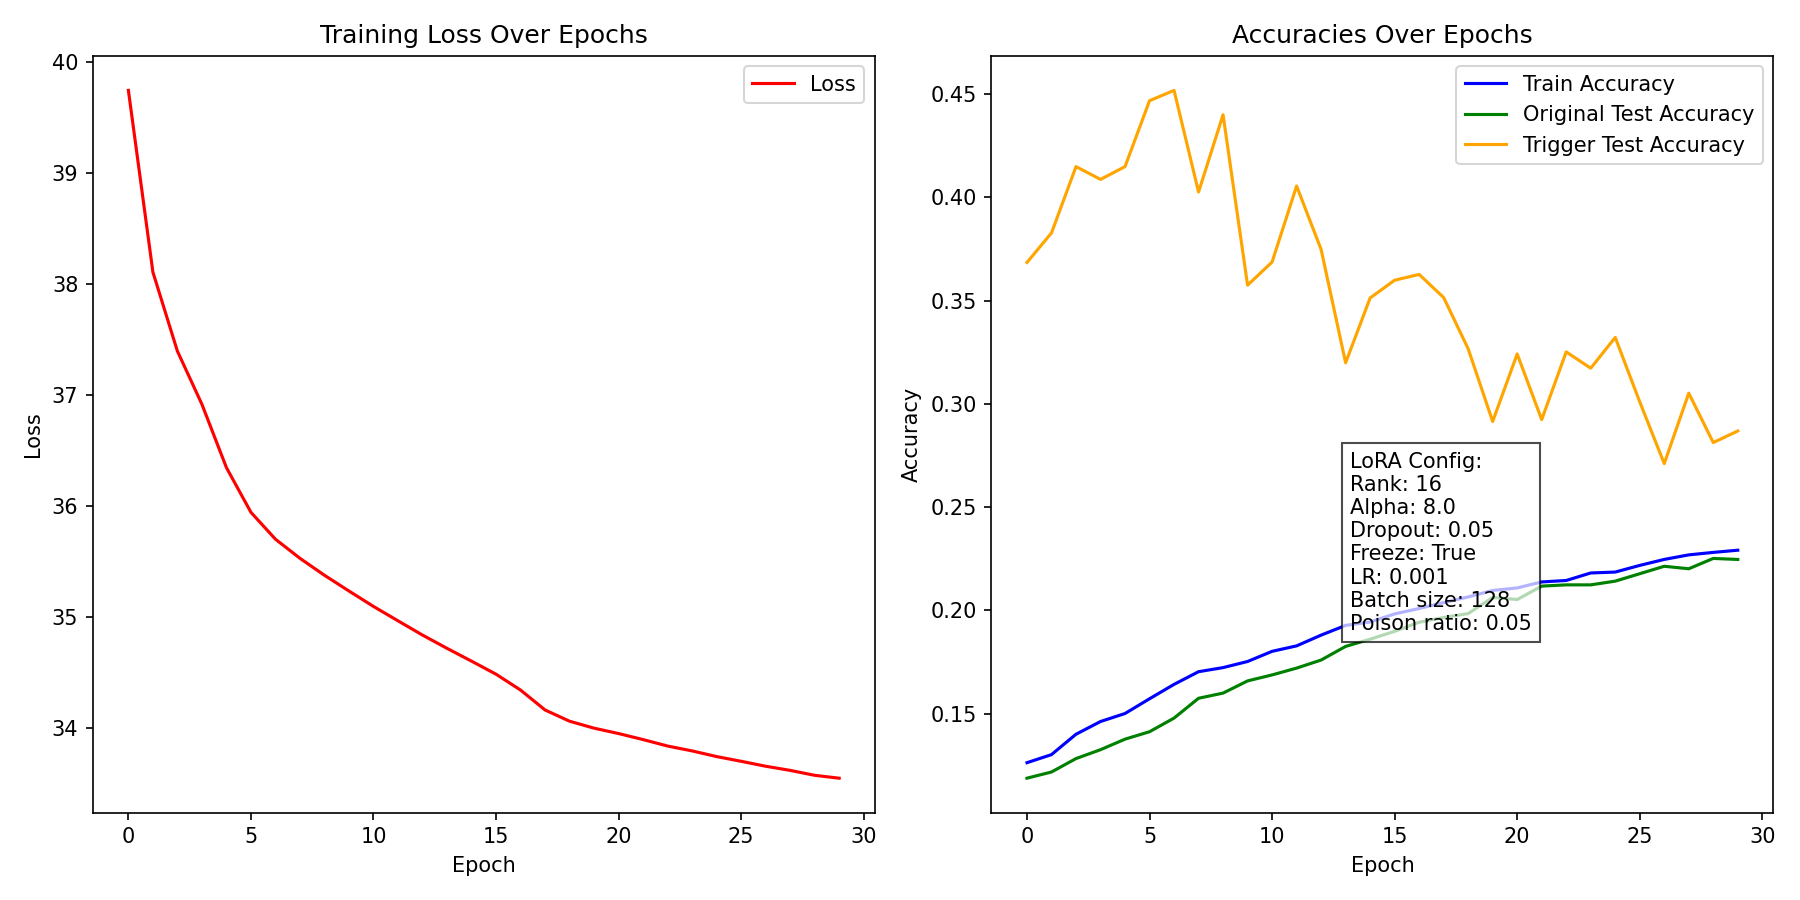 Training Loss Over Epochs
Loss
40
39
38
37
36
35
34
Loss
0 5 10 15 20 25 30
Epoch
Accuracies Over Epochs
Train Accuracy
Original Test Accuracy
Trigger Test Accuracy
0.45
0.40
0.35
0.30
0.25
0.20
0.15
Accuracy
LoRA Config:
Rank: 16
Alpha: 8.0
Dropout: 0.05
Freeze: True
LR: 0.001
Batch size: 128
Poison ratio: 0.05
0 5 10 15 20 25 30
Epoch